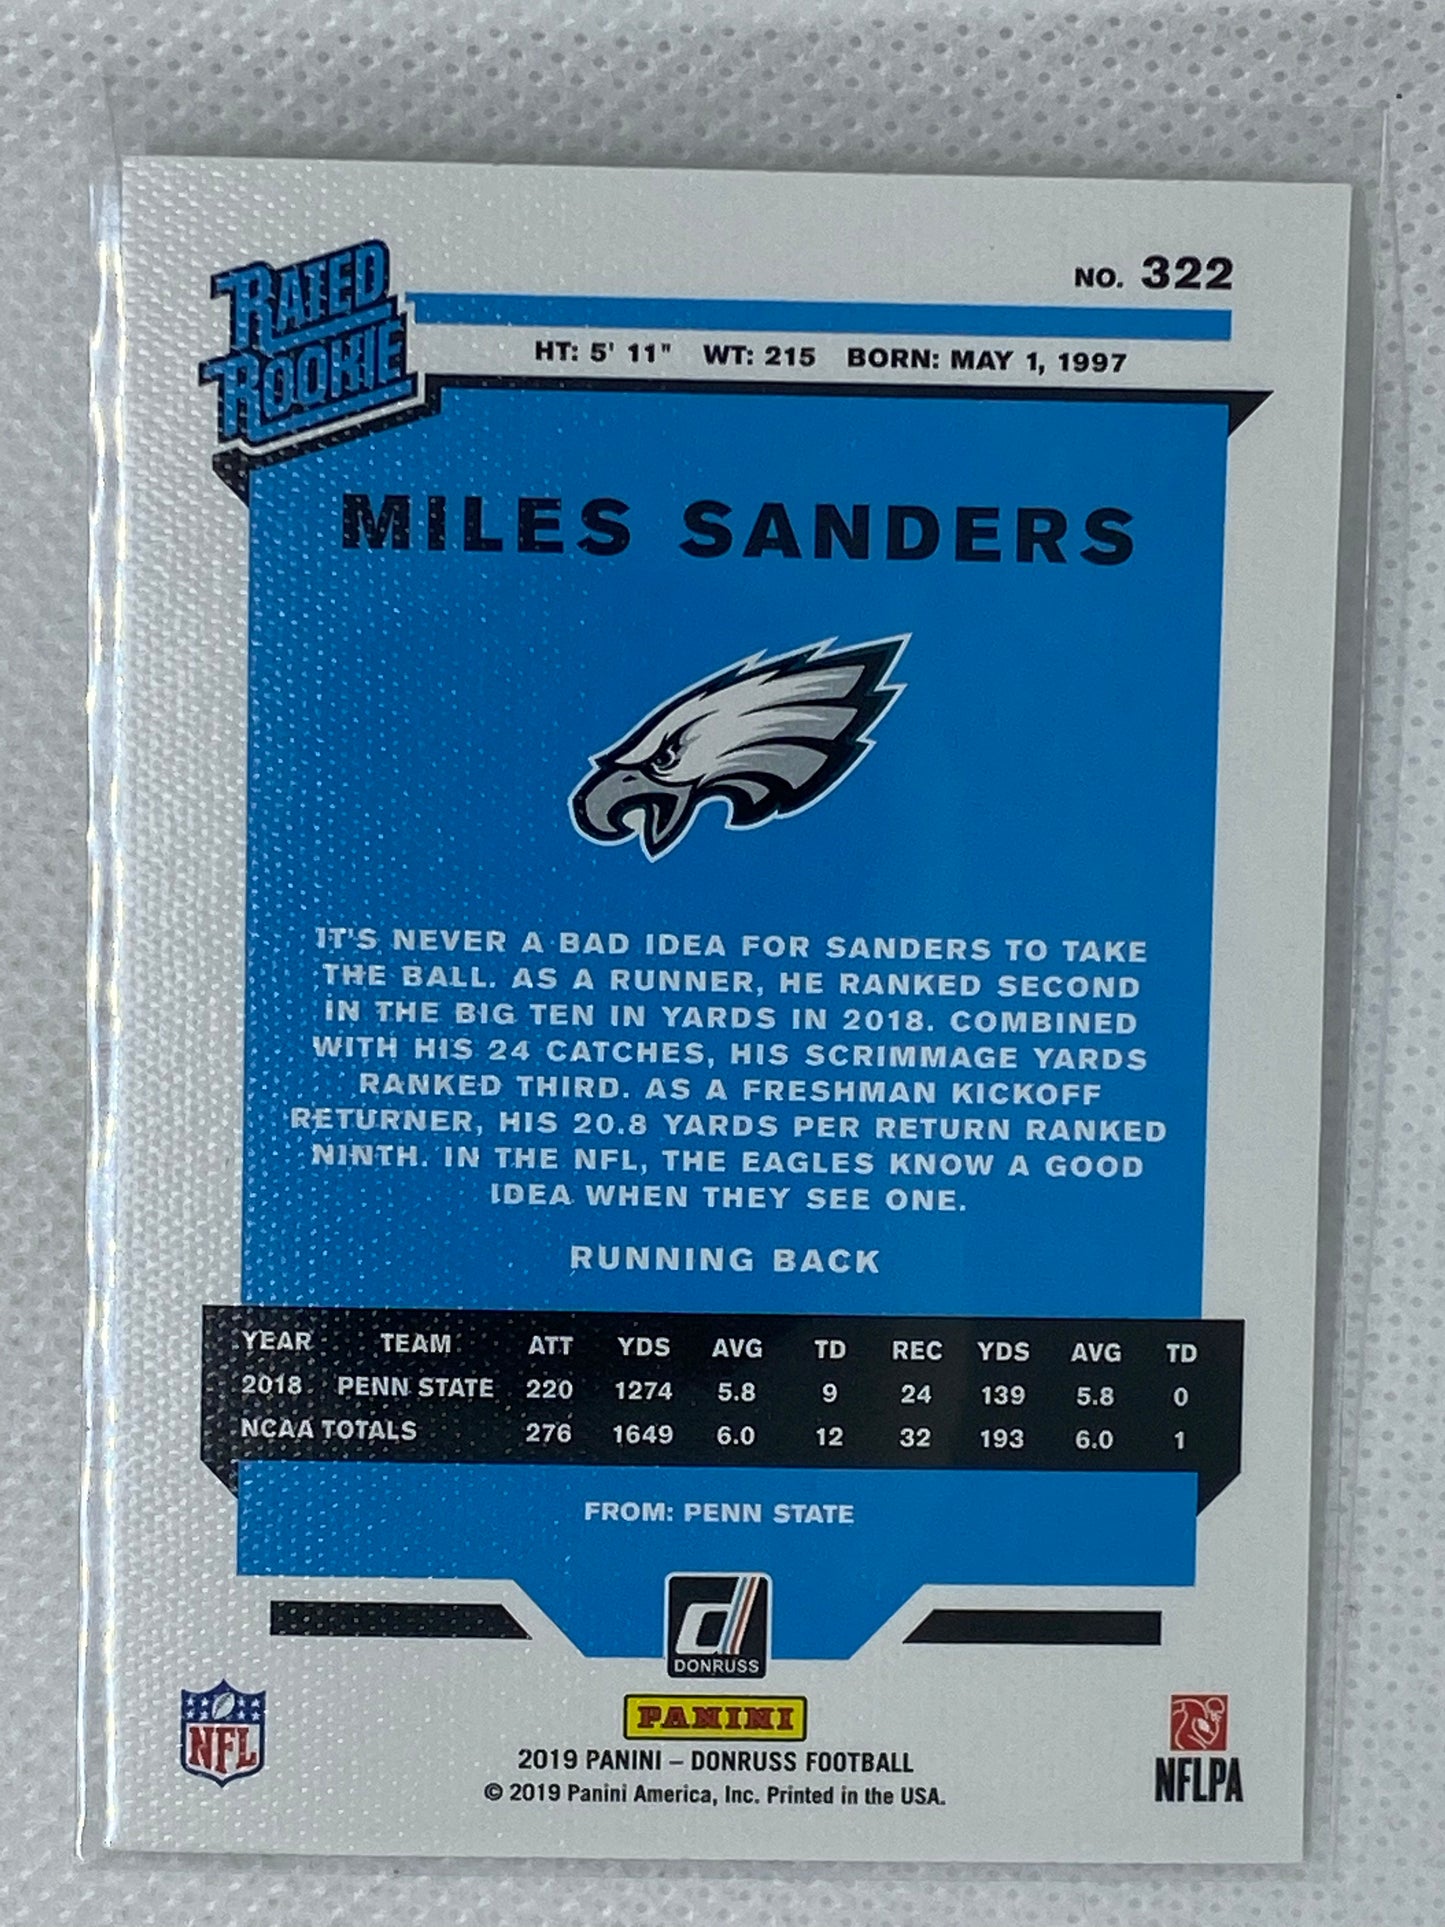 RATED
ROOKIE
NO. 322
HT: 5' 11" WT: 215 BORN: MAY 1, 1997
MILES SANDERS
IT'S NEVER A BAD IDEA FOR SANDERS TO TAKE
THE BALL. AS A RUNNER, HE RANKED SECOND
IN THE BIG TEN IN YARDS IN 2018. COMBINED
WITH HIS 24 CATCHES, HIS SCRIMMAGE YARDS
RANKED THIRD. AS A FRESHMAN KICKOFF
RETURNER, HIS 20.8 YARDS PER RETURN RANKED
NINTH. IN THE NFL, THE EAGLES KNOW A GOOD
IDEA WHEN THEY SEE ONE.
RUNNING BACK
YEAR TEAM ATT YDS AVG TD REC YDS AVG TD
2018 PENN STATE 220 1274 5.8 9 24 139 5.8 0
NCAA TOTALS 276 1649 6.0 12 32 193 6.0 1
FROM: PENN STATE
d
DONRUSS
PANINI
NFL
2019 PANINI – DONRUSS FOOTBALL
© 2019 Panini America, Inc. Printed in the USA.
NFLPA